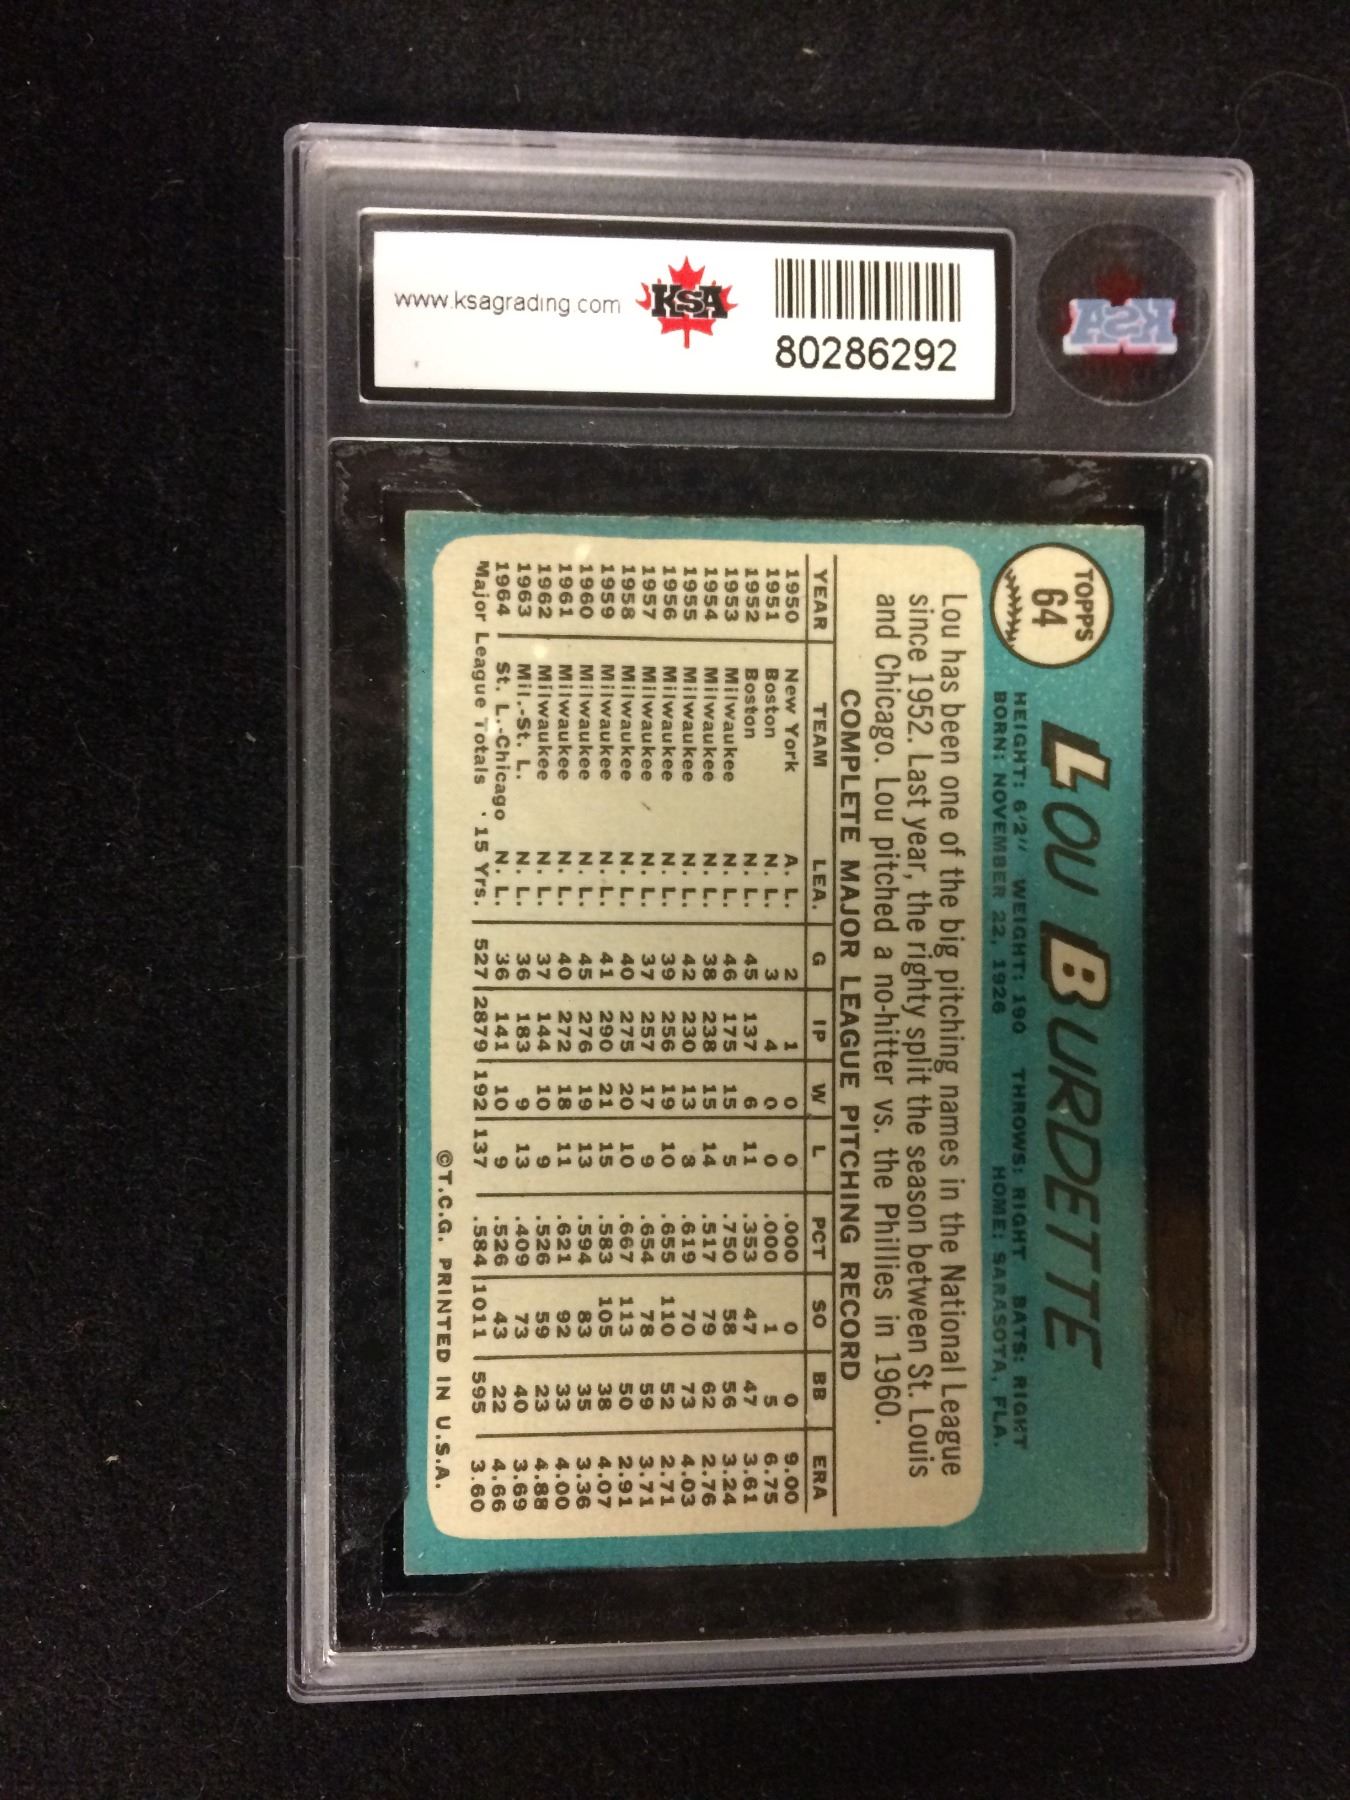 www.ksagrading.com
KSA
80286292
KSA
TOPPS
64
LOU BURDETTE
HEIGHT: 6'2" WEIGHT: 190 THROWS: RIGHT BATS: RIGHT
BORN: NOVEMBER 22, 1926 HOME: SARASOTA, FLA.
Lou has been one of the big pitching names in the National League
since 1952. Last year, the righty split the season between St. Louis
and Chicago. Lou pitched a no-hitter vs. the Phillies in 1960.
COMPLETE MAJOR LEAGUE PITCHING RECORD
YEAR TEAM LEA. G IP W L PCT SO BB ERA
1950 New York A. L. 2 1 0 0 .000 0 0 9.00
1951 Boston N. L. 3 4 0 0 .000 1 5 6.75
1952 Boston N. L. 45 137 6 11 .353 47 47 3.61
1953 Milwaukee N. L. 46 175 15 5 .750 58 56 3.24
1954 Milwaukee N. L. 38 238 15 14 .517 79 62 2.76
1955 Milwaukee N. L. 42 230 13 8 .619 70 73 4.03
1956 Milwaukee N. L. 39 256 19 10 .655 110 52 2.71
1957 Milwaukee N. L. 37 257 17 9 .654 78 59 3.71
1958 Milwaukee N. L. 40 275 20 10 .667 113 50 2.91
1959 Milwaukee N. L. 41 290 21 15 .583 105 38 4.07
1960 Milwaukee N. L. 45 276 19 13 .594 83 35 3.36
1961 Milwaukee N. L. 40 272 18 11 .621 92 33 4.00
1962 Milwaukee N. L. 37 144 10 9 .526 59 23 4.88
1963 Mil.-St. L. N. L. 36 183 9 13 .409 73 40 3.69
1964 St. L.-Chicago N. L. 36 141 10 9 .526 43 22 4.66
Major League Totals 15 Yrs. 527 2879 192 137 .584 1011 595 3.60
©T.C.G. PRINTED IN U.S.A.